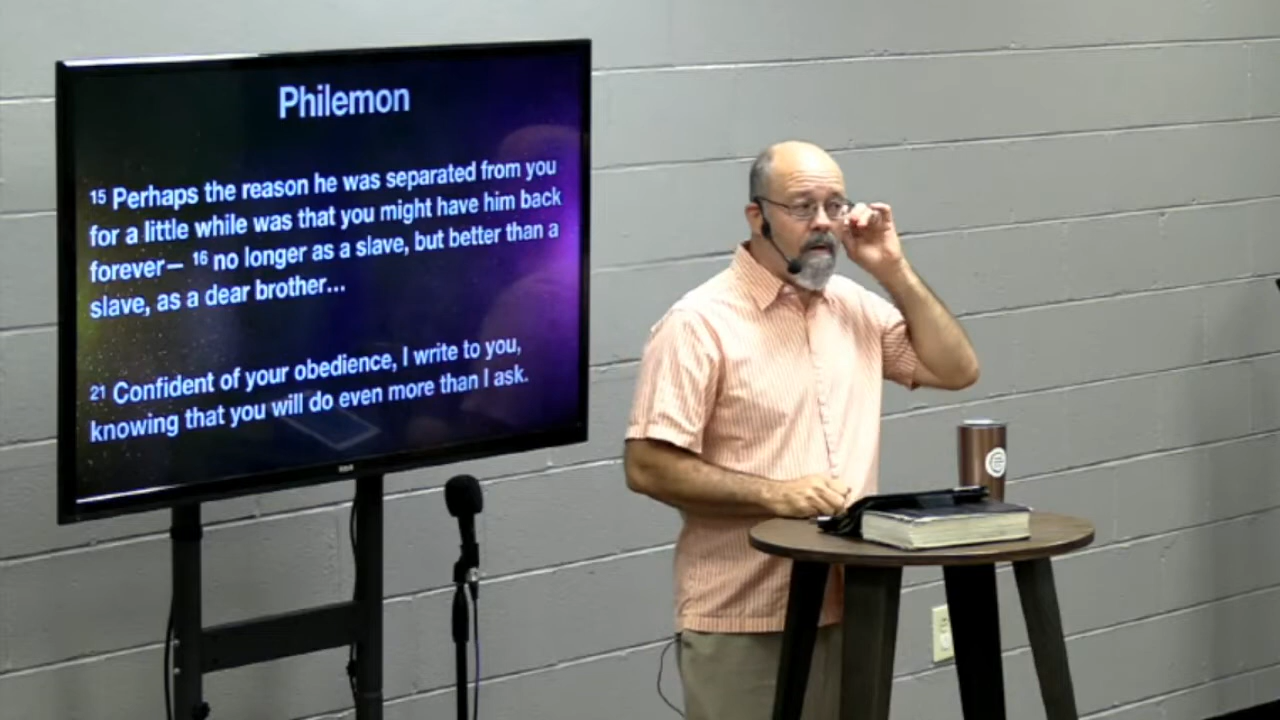 Philemon
15 Perhaps the reason he was separated from you
for a little while was that you might have him back
forever— 16 no longer as a slave, but better than a
slave, as a dear brother...
21 Confident of your obedience, I write to you,
knowing that you will do even more than I ask.
RCA